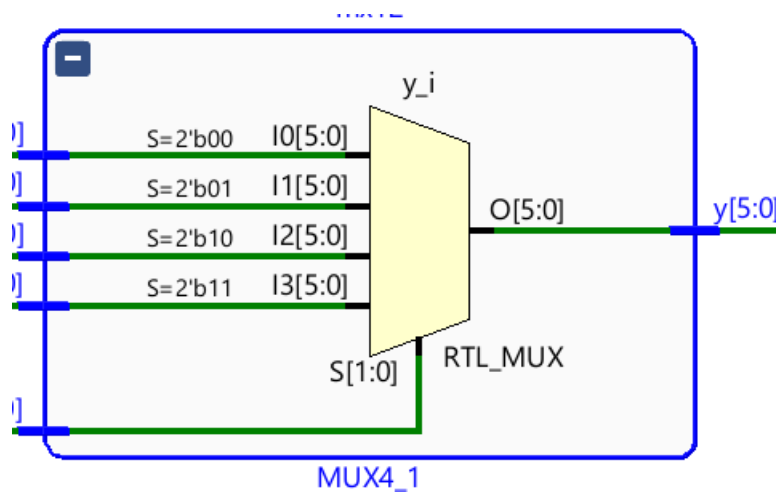 y_i
S=2'b00 I0[5:0]
S=2'b01 I1[5:0]
S=2'b10 I2[5:0]
S=2'b11 I3[5:0]
O[5:0]
y[5:0]
S[1:0]
RTL_MUX
MUX4_1